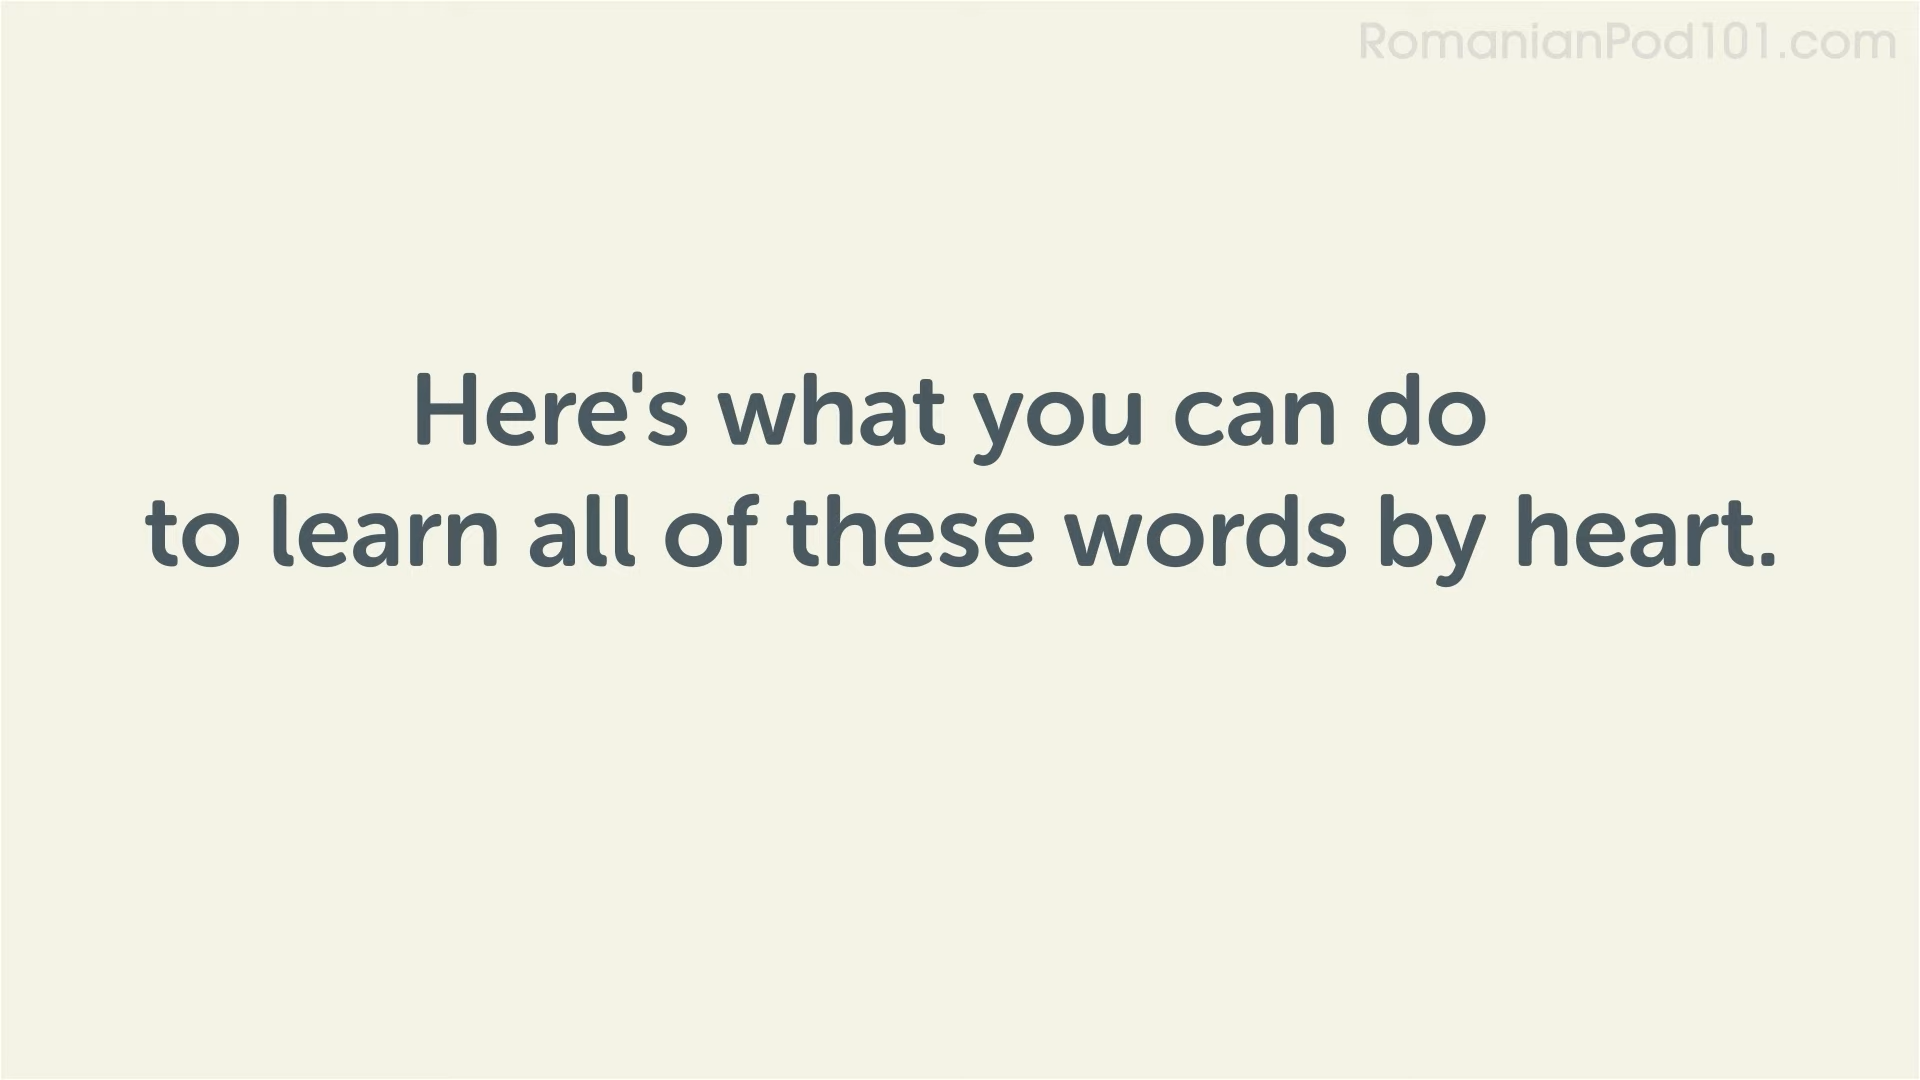 RomanianPod101.com
Here's what you can do
to learn all of these words by heart.